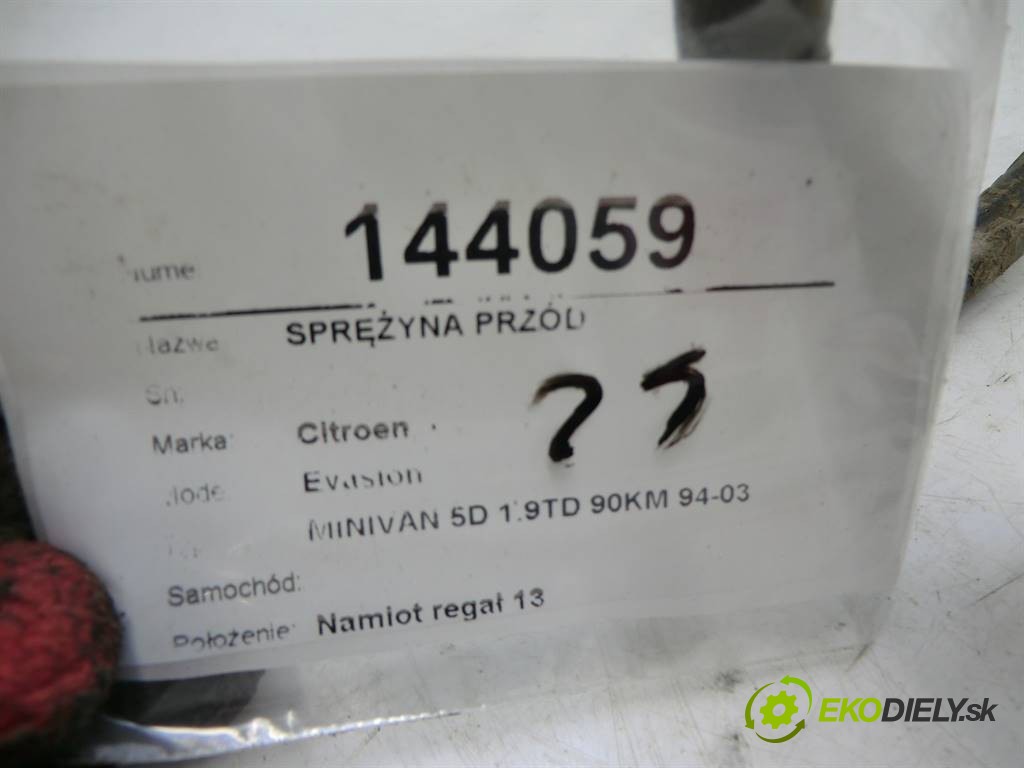 144059
SPRĘŻYNA PRZÓD
Sn:
Marka: Citroen
Evasion
MINIVAN 5D 1.9TD 90KM 94-03
Samochód:
Położenie: Namiot regał 13
EKODIELY.sk